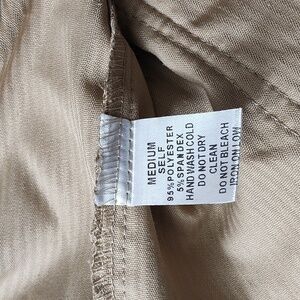 MEDIUM
SELF
95%POLYESTER
5%SPANDEX
HAND WASH COLD
DO NOT DRY
CLEAN
DO NOT BLEACH
IRON ON LOW